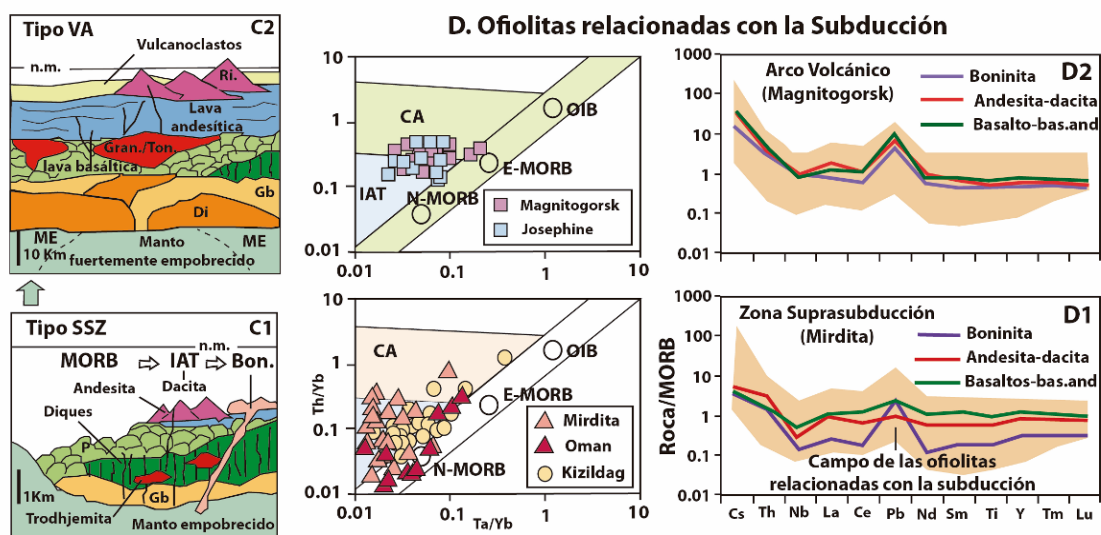 D. Ofiolitas relacionadas con la Subducción
Tipo VA
C2
Vulcanoclastos
n.m.
Ri.
Lava
andesítica
Gran./Ton.
lava basáltica
Gb
Di
ME
ME
Manto
fuertemente empobrecido
10 Km
Tipo SSZ
C1
n.m.
MORB
IAT
Bon.
Andesita
Dacita
Diques
1Km
Gb
Trodhjemita
Manto empobrecido
10
1
0.1
0.01
CA
OIB
E-MORB
IAT
N-MORB
Magnitogorsk
Josephine
0.01
0.1
1
10
Th/Yb
10
1
0.1
0.01
CA
OIB
E-MORB
N-MORB
Mirdita
Oman
Kizildag
0.01
0.1
1
10
Ta/Yb
1000
100
10
1
0.1
0.01
Arco Volcánico
(Magnitogorsk)
D2
Boninita
Andesita-dacita
Basalto-bas.and
Roca/MORB
1000
100
10
1
0.1
0.01
Zona Suprasubducción
(Mirdita)
D1
Boninita
Andesita-dacita
Basaltos-bas.and
Campo de las ofiolitas
relacionadas con la subducción
Cs Th Nb La Ce Pb Nd Sm Ti Y Tm Lu